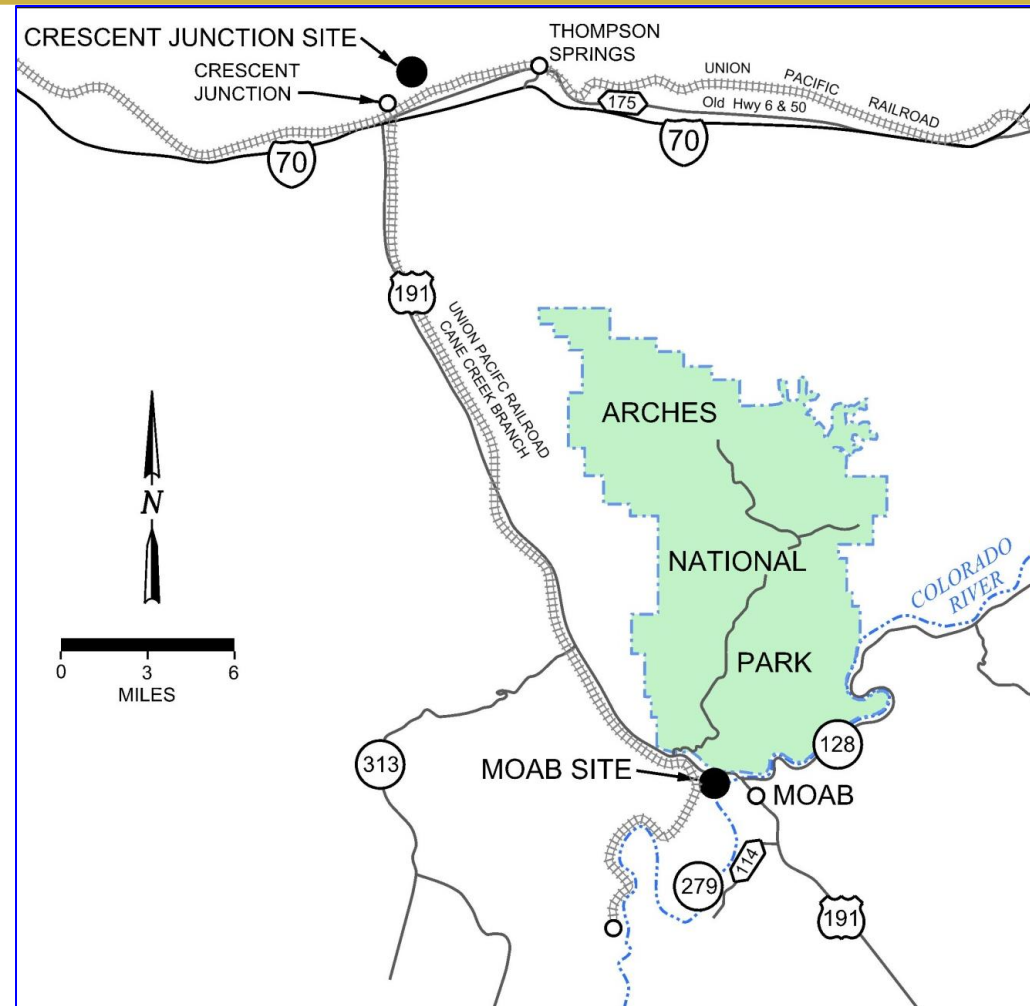 CRESCENT JUNCTION SITE
THOMPSON
SPRINGS
CRESCENT
JUNCTION
UNION PACIFIC RAILROAD
175
Old Hwy 6 & 50
70
70
191
UNION PACIFC RAILROAD
CANE CREEK BRANCH
ARCHES
N
NATIONAL
COLORADO
RIVER
0 3 6
MILES
PARK
128
313
MOAB SITE
MOAB
114
279
191